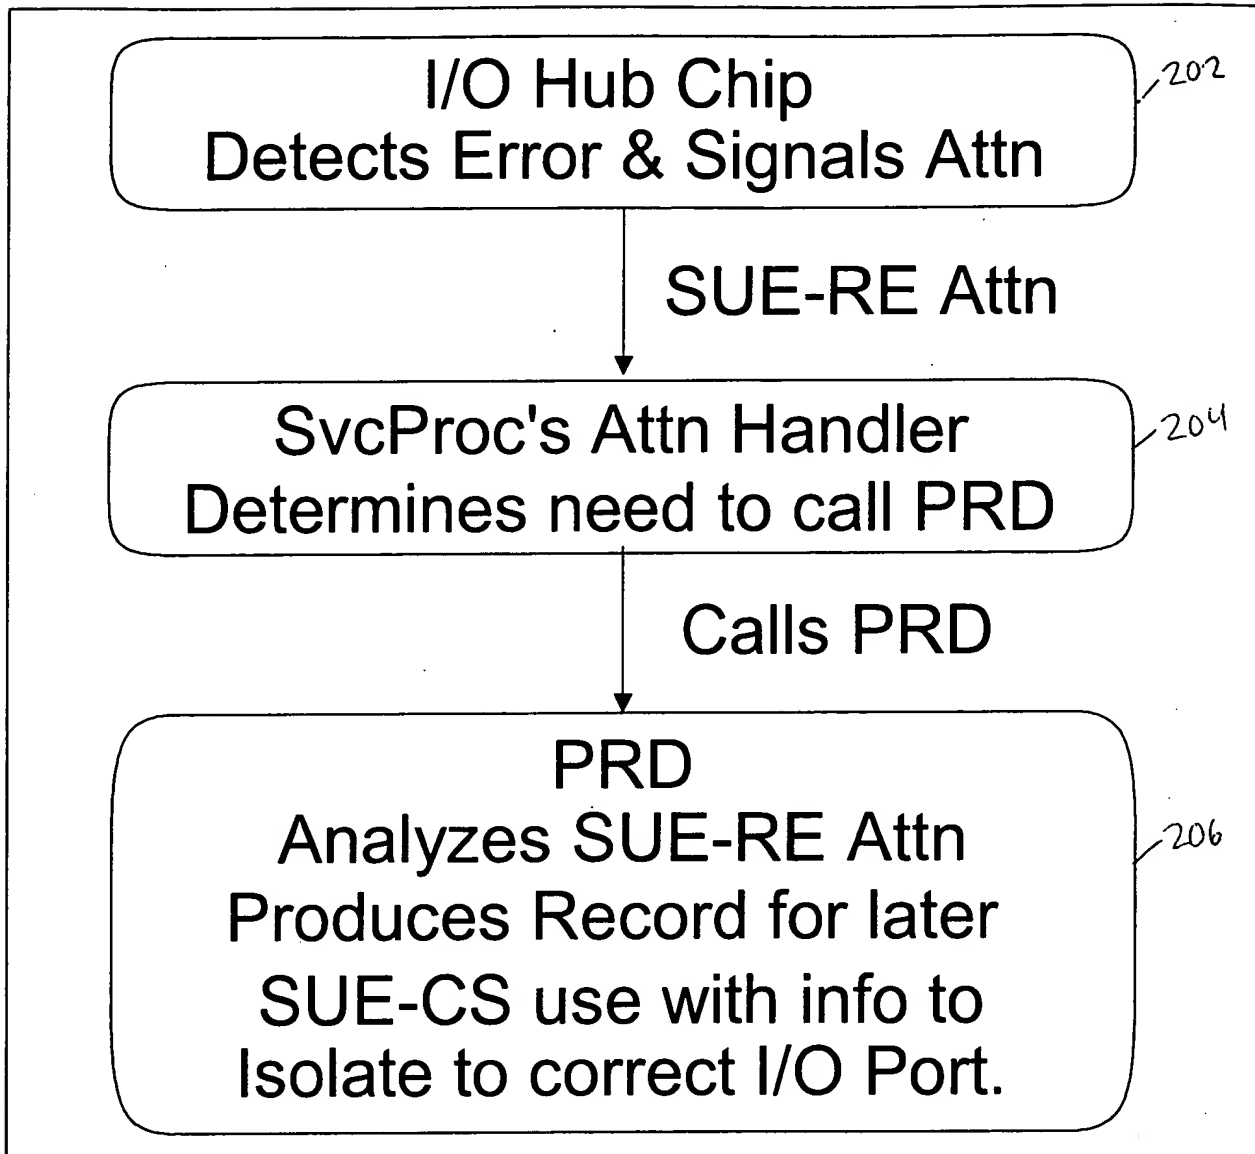 I/O Hub Chip
Detects Error & Signals Attn
202
SUE-RE Attn
SvcProc's Attn Handler
Determines need to call PRD
204
Calls PRD
PRD
Analyzes SUE-RE Attn
Produces Record for later
SUE-CS use with info to
Isolate to correct I/O Port.
206